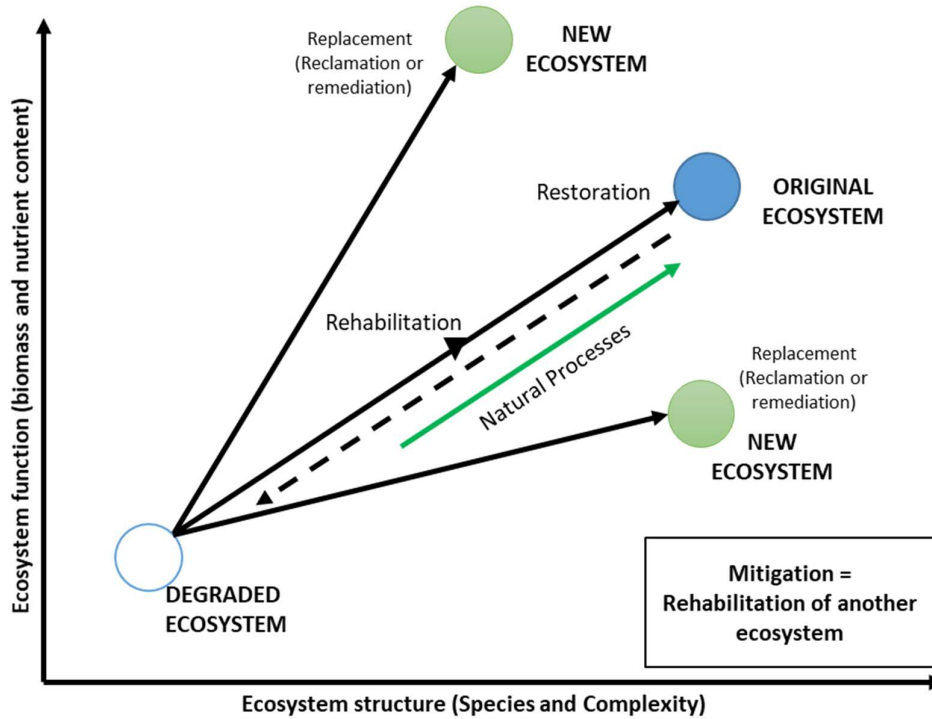 Replacement
(Reclamation or
remediation)
NEW
ECOSYSTEM
Restoration
ORIGINAL
ECOSYSTEM
Rehabilitation
Natural Processes
Replacement
(Reclamation or
remediation)
NEW
ECOSYSTEM
DEGRADED
ECOSYSTEM
Mitigation =
Rehabilitation of another
ecosystem
Ecosystem function (biomass and nutrient content)
Ecosystem structure (Species and Complexity)